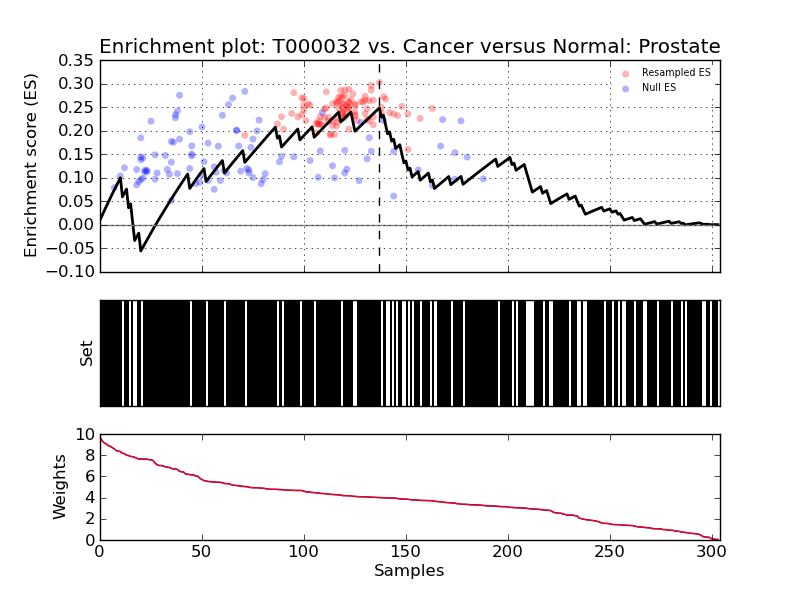 Enrichment plot: T000032 vs. Cancer versus Normal: Prostate
0.35
0.30
0.25
0.20
0.15
0.10
0.05
0.00
−0.05
−0.10
Enrichment score (ES)
Resampled ES
Null ES
Set
10
8
6
4
2
0
Weights
0 50 100 150 200 250 300
Samples